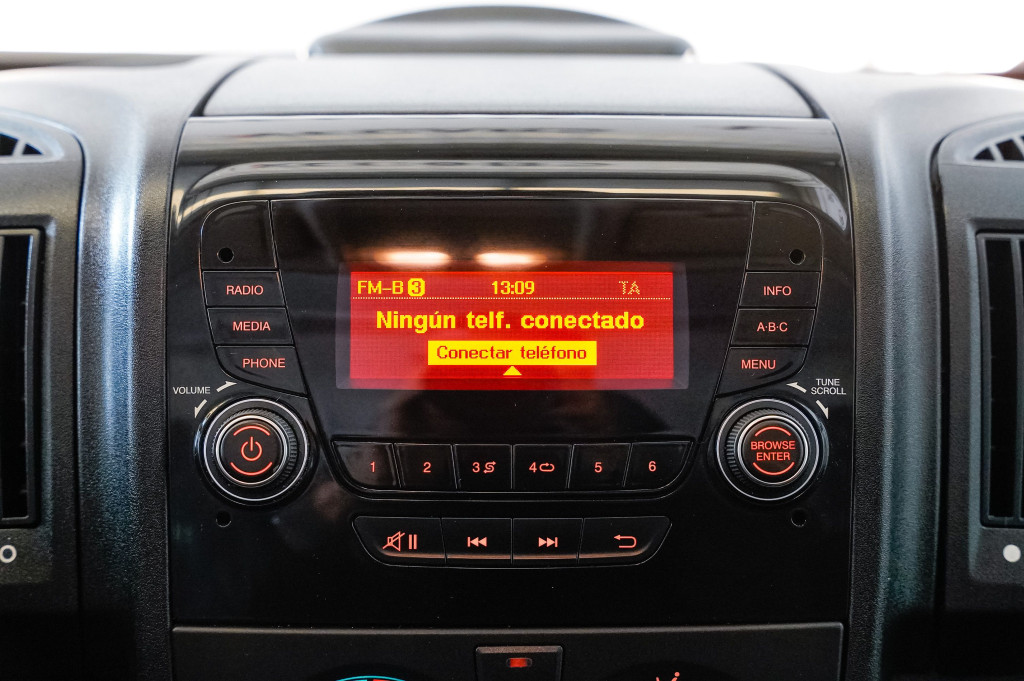 RADIO
MEDIA
PHONE
VOLUME
FM-B 3 13:09 TA
Ningún telf. conectado
Conectar teléfono
INFO
A·B·C
MENU
TUNE
SCROLL
BROWSE
ENTER
1 2 3 4 5 6